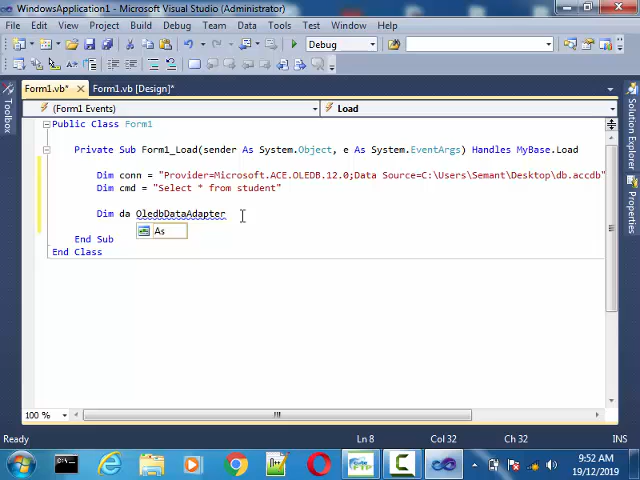 WindowsApplication1 - Microsoft Visual Studio (Administrator)
File Edit View Project Build Debug Team Data Tools Test Window Help
Debug
Form1.vb* Form1.vb [Design]*
(Form1 Events) Load
Public Class Form1
Private Sub Form1_Load(sender As System.Object, e As System.EventArgs) Handles MyBase.Load
Dim conn = "Provider=Microsoft.ACE.OLEDB.12.0;Data Source=C:\Users\Semant\Desktop\db.accdb"
Dim cmd = "Select * from student"
Dim da OledbDataAdapter
As
End Sub
End Class
Toolbox
Solution Explorer
Properties
100 %
Ready Ln 8 Col 32 Ch 32 INS
9:52 AM
19/12/2019